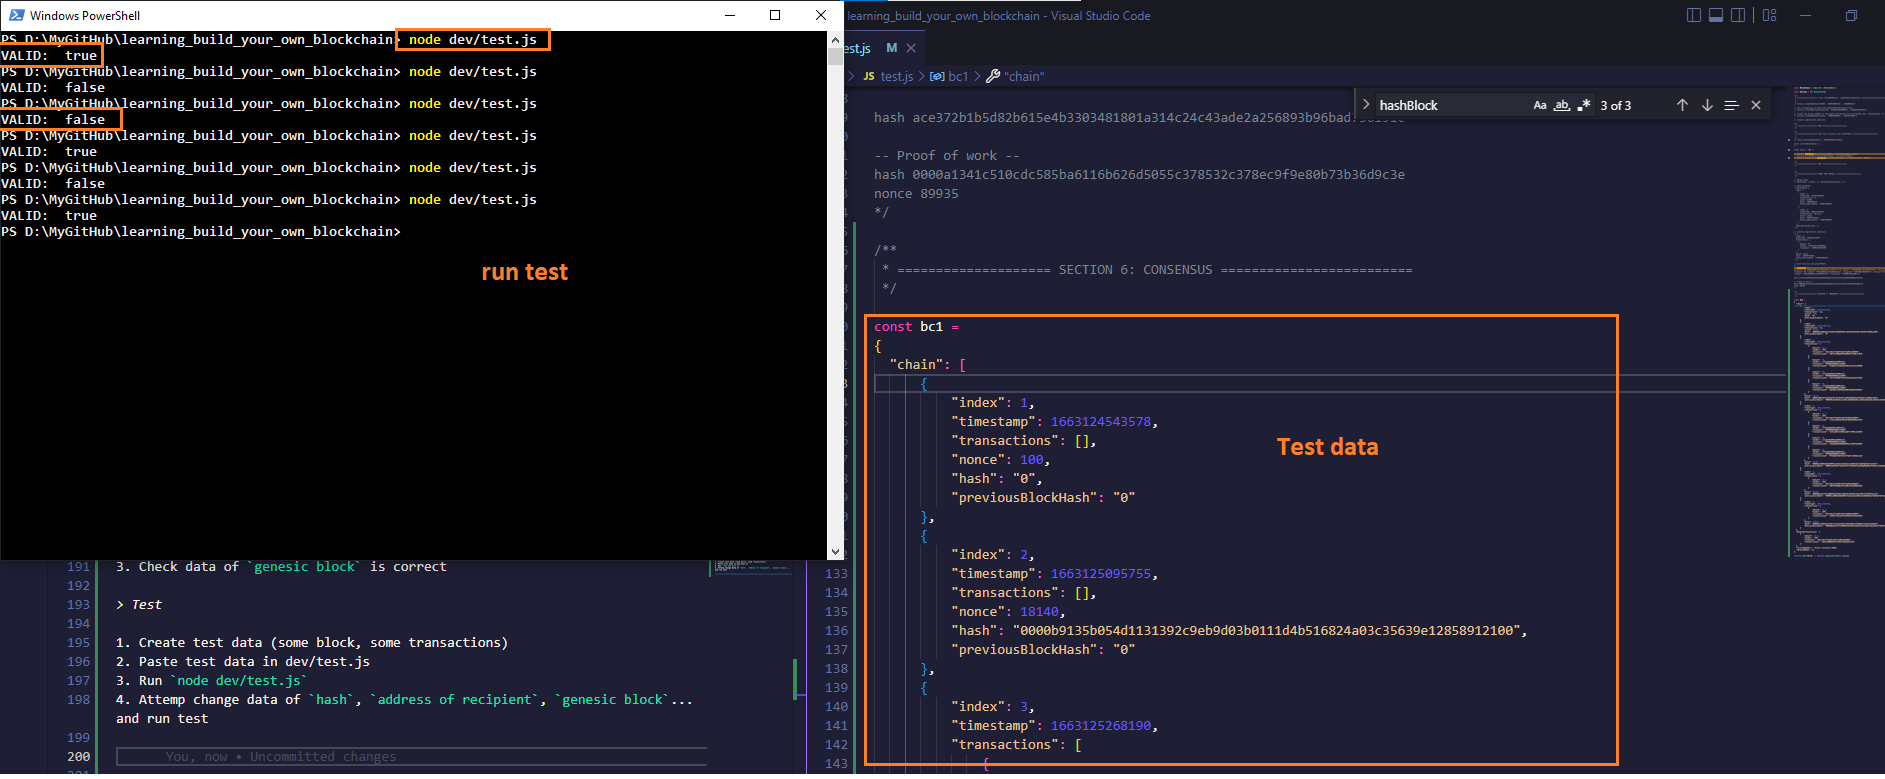 Windows PowerShell
PS D:\MyGitHub\learning_build_your_own_blockchain> node dev/test.js
VALID:  true
PS D:\MyGitHub\learning_build_your_own_blockchain> node dev/test.js
VALID:  false
PS D:\MyGitHub\learning_build_your_own_blockchain> node dev/test.js
VALID:  false
PS D:\MyGitHub\learning_build_your_own_blockchain> node dev/test.js
VALID:  true
PS D:\MyGitHub\learning_build_your_own_blockchain> node dev/test.js
VALID:  false
PS D:\MyGitHub\learning_build_your_own_blockchain> node dev/test.js
VALID:  true
PS D:\MyGitHub\learning_build_your_own_blockchain>
run test
191 3. Check data of `genesic block` is correct
192
193 > Test
194
195 1. Create test data (some block, some transactions)
196 2. Paste test data in dev/test.js
197 3. Run `node dev/test.js`
198 4. Attemp change data of `hash`, `address of recipient`, `genesic block`...
and run test
199
200 You, now • Uncommitted changes
learning_build_your_own_blockchain - Visual Studio Code
est.js M
JS test.js > bc1 > "chain"
hashBlock Aa ab .* 3 of 3
hash
-- Proof of work --
hash 0000a1341c510cdc585ba6116b626d5055c378532c378ec9f9e80b73b36d9c3e
nonce 89935
*/
/**
* ==================== SECTION 6: CONSENSUS =========================
*/
const bc1 =
{
"chain": [
{
"index": 1,
"timestamp": 1663124543578,
"transactions": [],
"nonce": 100,
"hash": "0",
"previousBlockHash": "0"
},
{
"index": 2,
133 "timestamp": 1663125095755,
134 "transactions": [],
135 "nonce": 18140,
136 "hash": "0000b9135b054d1131392c9eb9d03b0111d4b516824a03c35639e12858912100",
137 "previousBlockHash": "0"
138 },
139 {
140 "index": 3,
141 "timestamp": 1663125268190,
142 "transactions": [
143 {
Test data